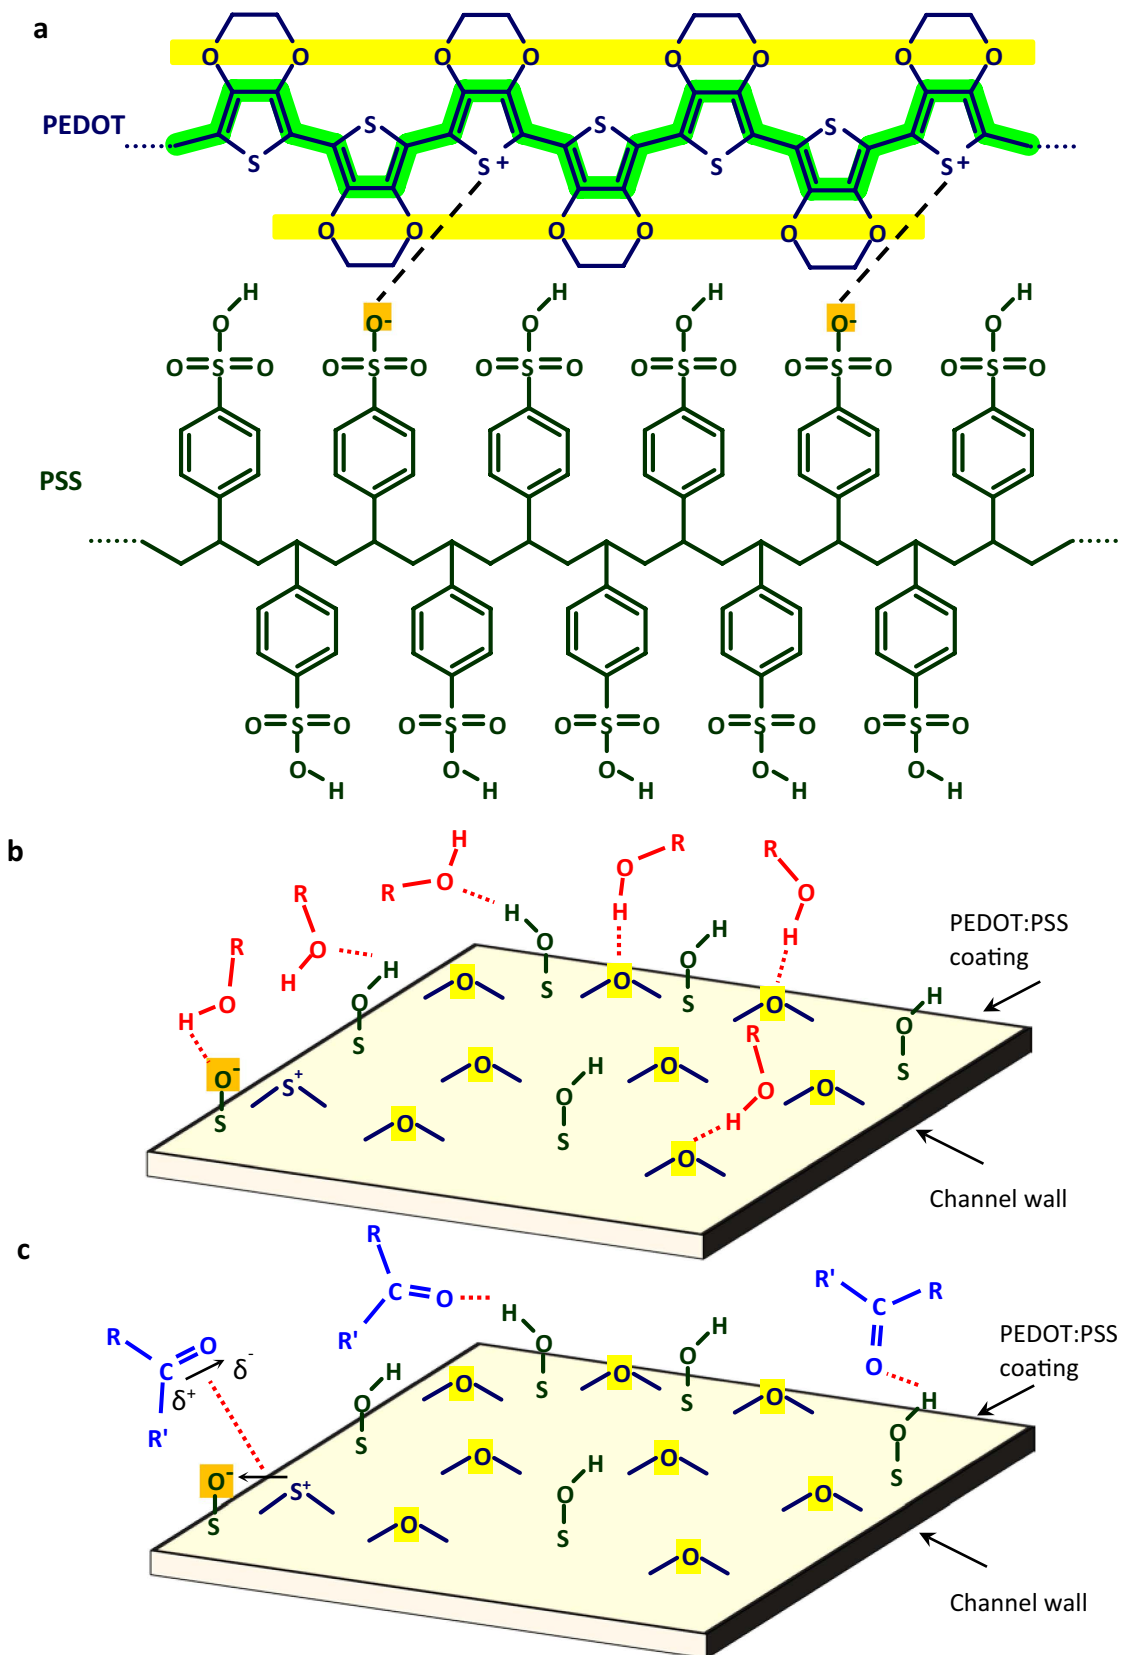 a
O O O O O O O O
PEDOT
S S S S
S S+ S+
O O O O O O
H H H H
O O- O O O- O
O S O O S O O S O O S O O S O O S O
PSS
O S O O S O O S O O S O O S O
O H O H O H O H O H
b
H
R O
R
O
R
R
O
H
R
O
H
H
O
H
O
H
O
H
R
H O
H
O
S
O
S
O
O
S
O
PEDOT:PSS
coating
H
O
S
O-
S
S+
O
O
H
O
S
O
R
O
H
O
O
Channel wall
c
R
C O
R'
R'
C
R
O
R
C
O
δ-
δ+
R'
H
O
S
H
O
S
H
O
S
O
O
O
PEDOT:PSS
coating
H
O
S
O-
S
S+
O
O
H
O
S
O
O
O
Channel wall